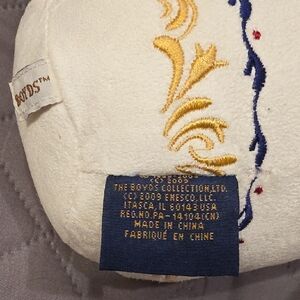 BOYDS™
(C) 2009
THE BOYDS COLLECTION,LTD.
(C) 2009 ENESCO, LLC.
ITASCA, IL 60143 USA
REG.NO.PA- 14104(CN)
MADE IN CHINA
FABRIQUÉ EN CHINE